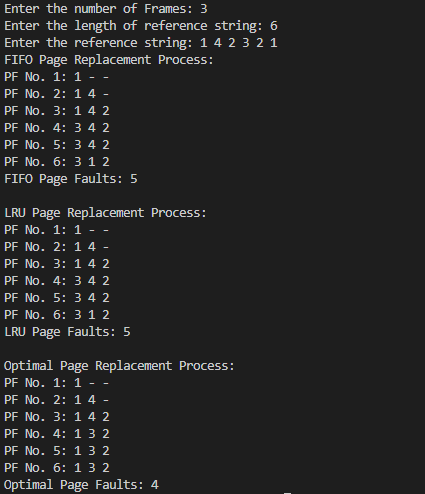 Enter the number of Frames: 3
Enter the length of reference string: 6
Enter the reference string: 1 4 2 3 2 1
FIFO Page Replacement Process:
PF No. 1: 1 - -
PF No. 2: 1 4 -
PF No. 3: 1 4 2
PF No. 4: 3 4 2
PF No. 5: 3 4 2
PF No. 6: 3 1 2
FIFO Page Faults: 5

LRU Page Replacement Process:
PF No. 1: 1 - -
PF No. 2: 1 4 -
PF No. 3: 1 4 2
PF No. 4: 3 4 2
PF No. 5: 3 4 2
PF No. 6: 3 1 2
LRU Page Faults: 5

Optimal Page Replacement Process:
PF No. 1: 1 - -
PF No. 2: 1 4 -
PF No. 3: 1 4 2
PF No. 4: 1 3 2
PF No. 5: 1 3 2
PF No. 6: 1 3 2
Optimal Page Faults: 4